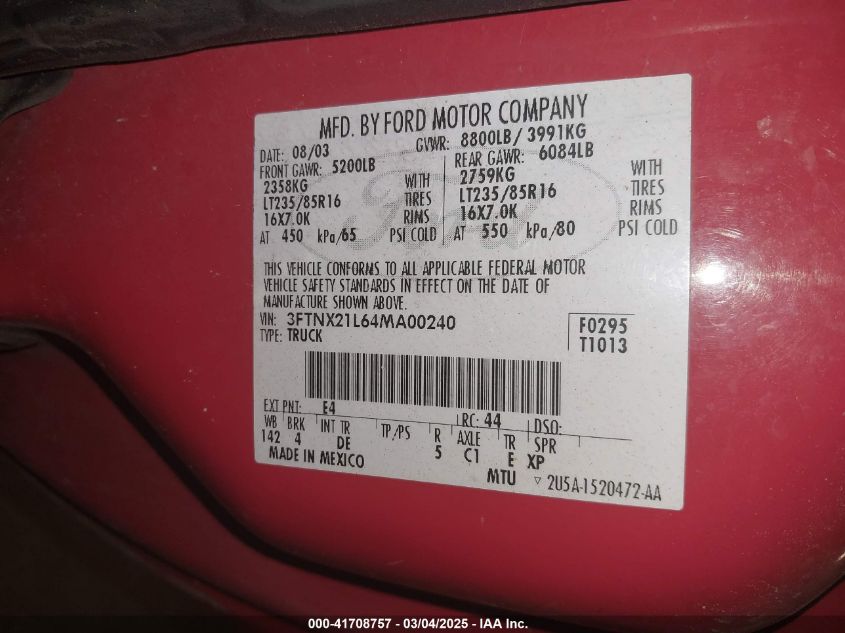 MFD. BY FORD MOTOR COMPANY
DATE: 08/03 GVWR: 8800LB/ 3991KG
FRONT GAWR: 5200LB REAR GAWR: 6084LB
2358KG WITH 2759KG WITH
LT235/85R16 TIRES LT235/85R16 TIRES
16X7.0K RIMS 16X7.0K RIMS
AT 450 kPa/65 PSI COLD AT 550 kPa/80 PSI COLD
Ford
THIS VEHICLE CONFORMS TO ALL APPLICABLE FEDERAL MOTOR
VEHICLE SAFETY STANDARDS IN EFFECT ON THE DATE OF
MANUFACTURE SHOWN ABOVE.
VIN: 3FTNX21L64MA00240 F0295
TYPE: TRUCK T1013
EXT PNT: E4 RC: 44 DSO:
WB BRK INT TR TP/PS R AXLE TR SPR
142 4 DE 5 C1 E XP
MADE IN MEXICO MTU ▽ 2U5A-1520472-AA
000-41708757 - 03/04/2025 - IAA Inc.